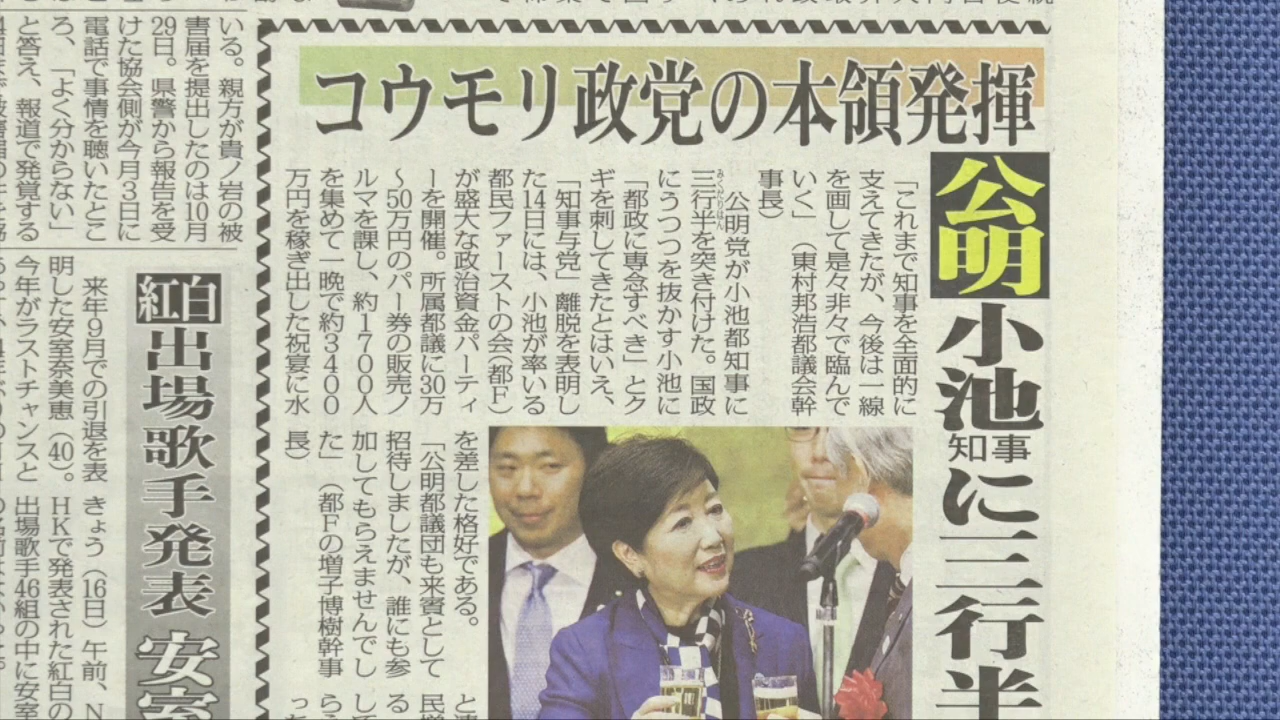 コウモリ政党の本領発揮
公明
小池
知事
に三行半
「これまで知事を全面的に
支えてきたが、今後は一線
を画して是々非々で臨んで
いく」（東村邦浩都議会幹
事長）
公明党が小池都知事に
三行半を突き付けた。国政
みくだりはん
にうつつを抜かす小池に
「都政に専念すべき」とク
ギを刺してきたとはいえ、
「知事与党」離脱を表明し
た14日には、小池が率いる
都民ファーストの会（都Ｆ）
が盛大な政治資金パーティ
ーを開催。所属都議に30万
〜50万円のパー券の販売ノ
ルマを課し、約1700人
を集めて一晩で約3400
万円を稼ぎ出した祝宴に水
を差した格好である。
「公明都議団も来賓として
招待しましたが、誰にも参
加してもらえませんでし
た」（都Ｆの増子博樹幹事
長）
いる。親方が貴ノ岩の被
害届を提出したのは10月
29日。県警から報告を受
けた協会側が今月3日に
電話で事情を聴いたとこ
ろ、「よく分からない」
と答え、報道で発覚する
紅白
出場歌手発表
安室
来年9月での引退を表
明した安室奈美恵（40）。
今年がラストチャンスと
きょう（16日）午前、Ｎ
ＨＫで発表された紅白の
出場歌手46組の中に安室